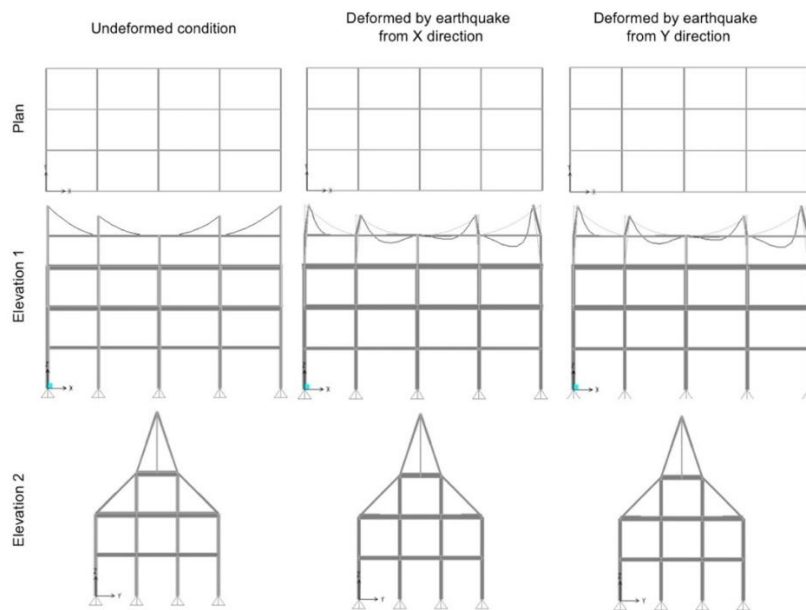 Undeformed condition
Deformed by earthquake
from X direction
Deformed by earthquake
from Y direction
Plan
Y
X
Y
X
Y
X
Elevation 1
Z
X
Z
X
Z
X
Elevation 2
Z
Y
Z
Y
Z
Y